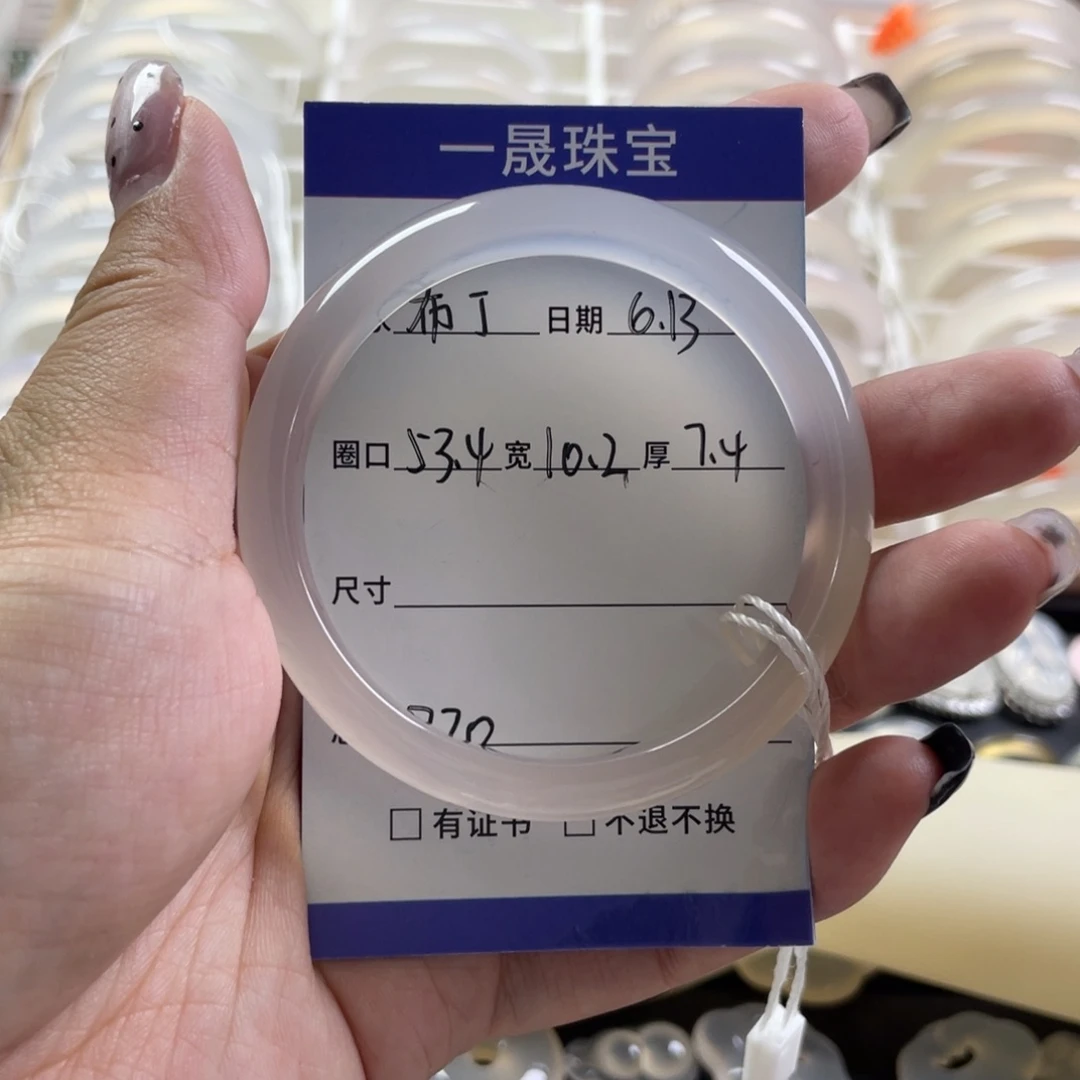 一晟珠宝
布丁 日期 6.13
圈口 53.4 宽 10.2 厚 7.4
尺寸
770
□ 有证书 □ 不退不换